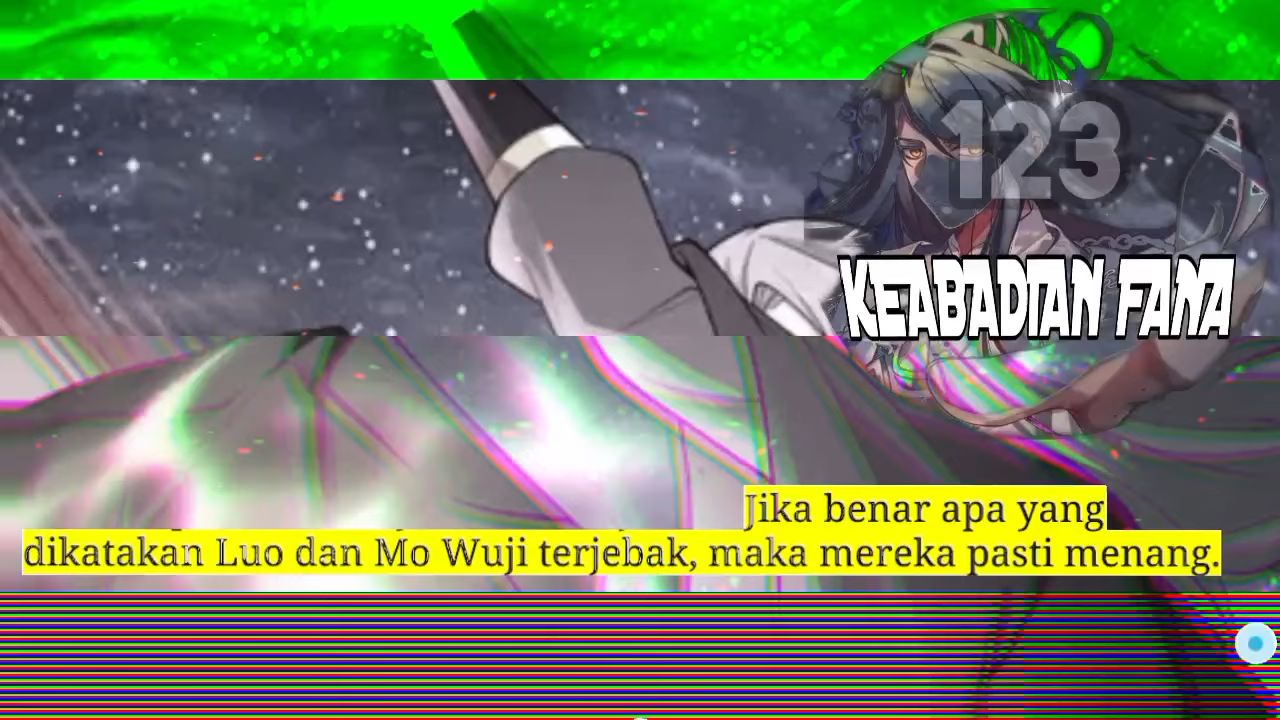 123
KEABADIAN FANA
Jika benar apa yang
dikatakan Luo dan Mo Wuji terjebak, maka mereka pasti menang.